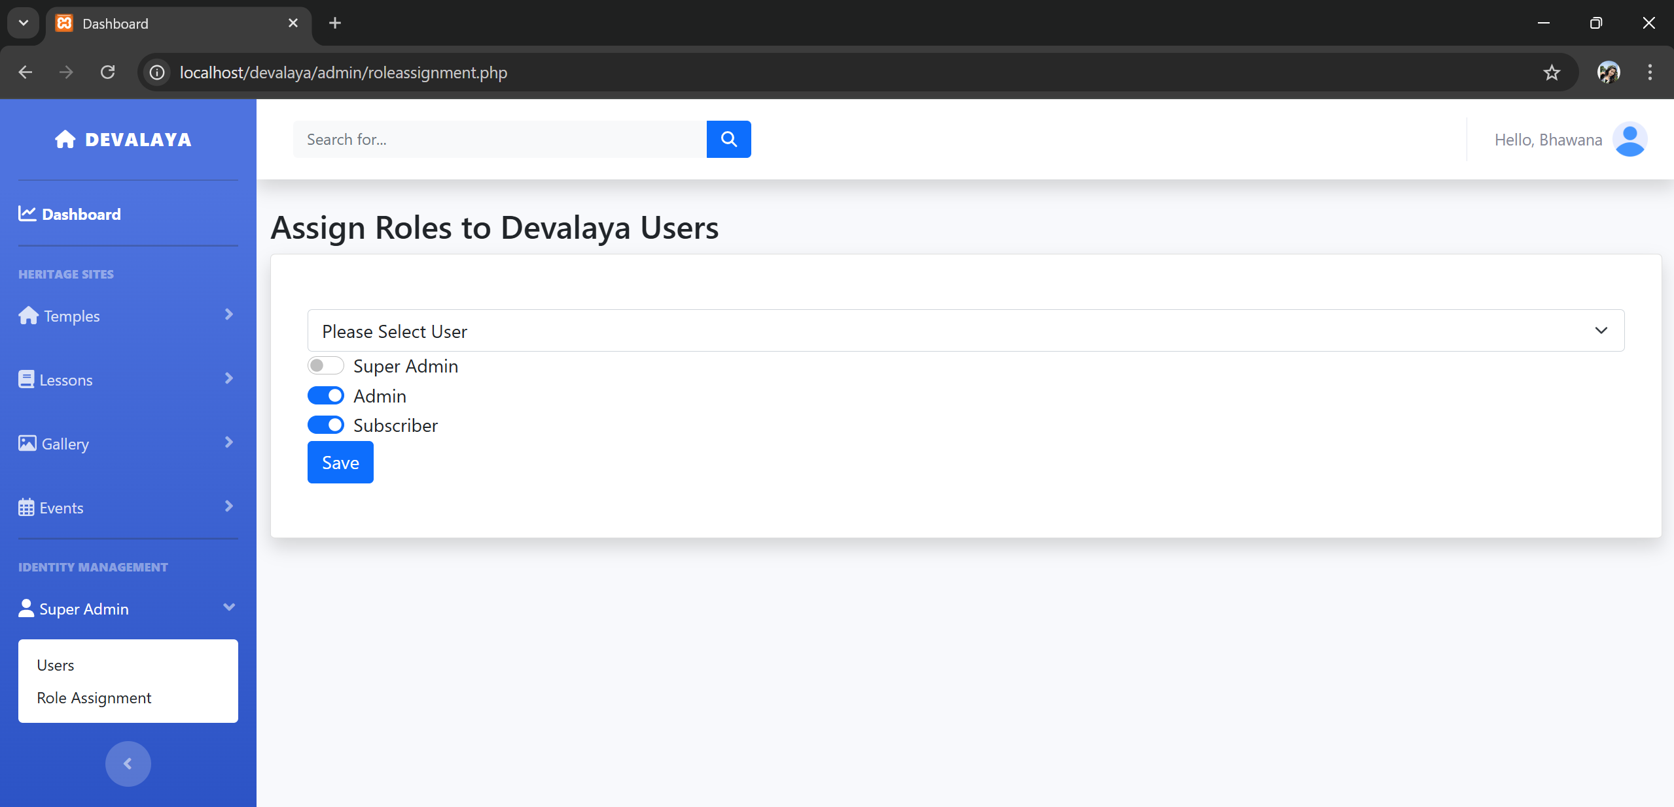 Dashboard
localhost/devalaya/admin/roleassignment.php
DEVALAYA
Search for...
Hello, Bhawana
Dashboard
HERITAGE SITES
Temples
Lessons
Gallery
Events
IDENTITY MANAGEMENT
Super Admin
Users
Role Assignment
Assign Roles to Devalaya Users
Please Select User
Super Admin
Admin
Subscriber
Save